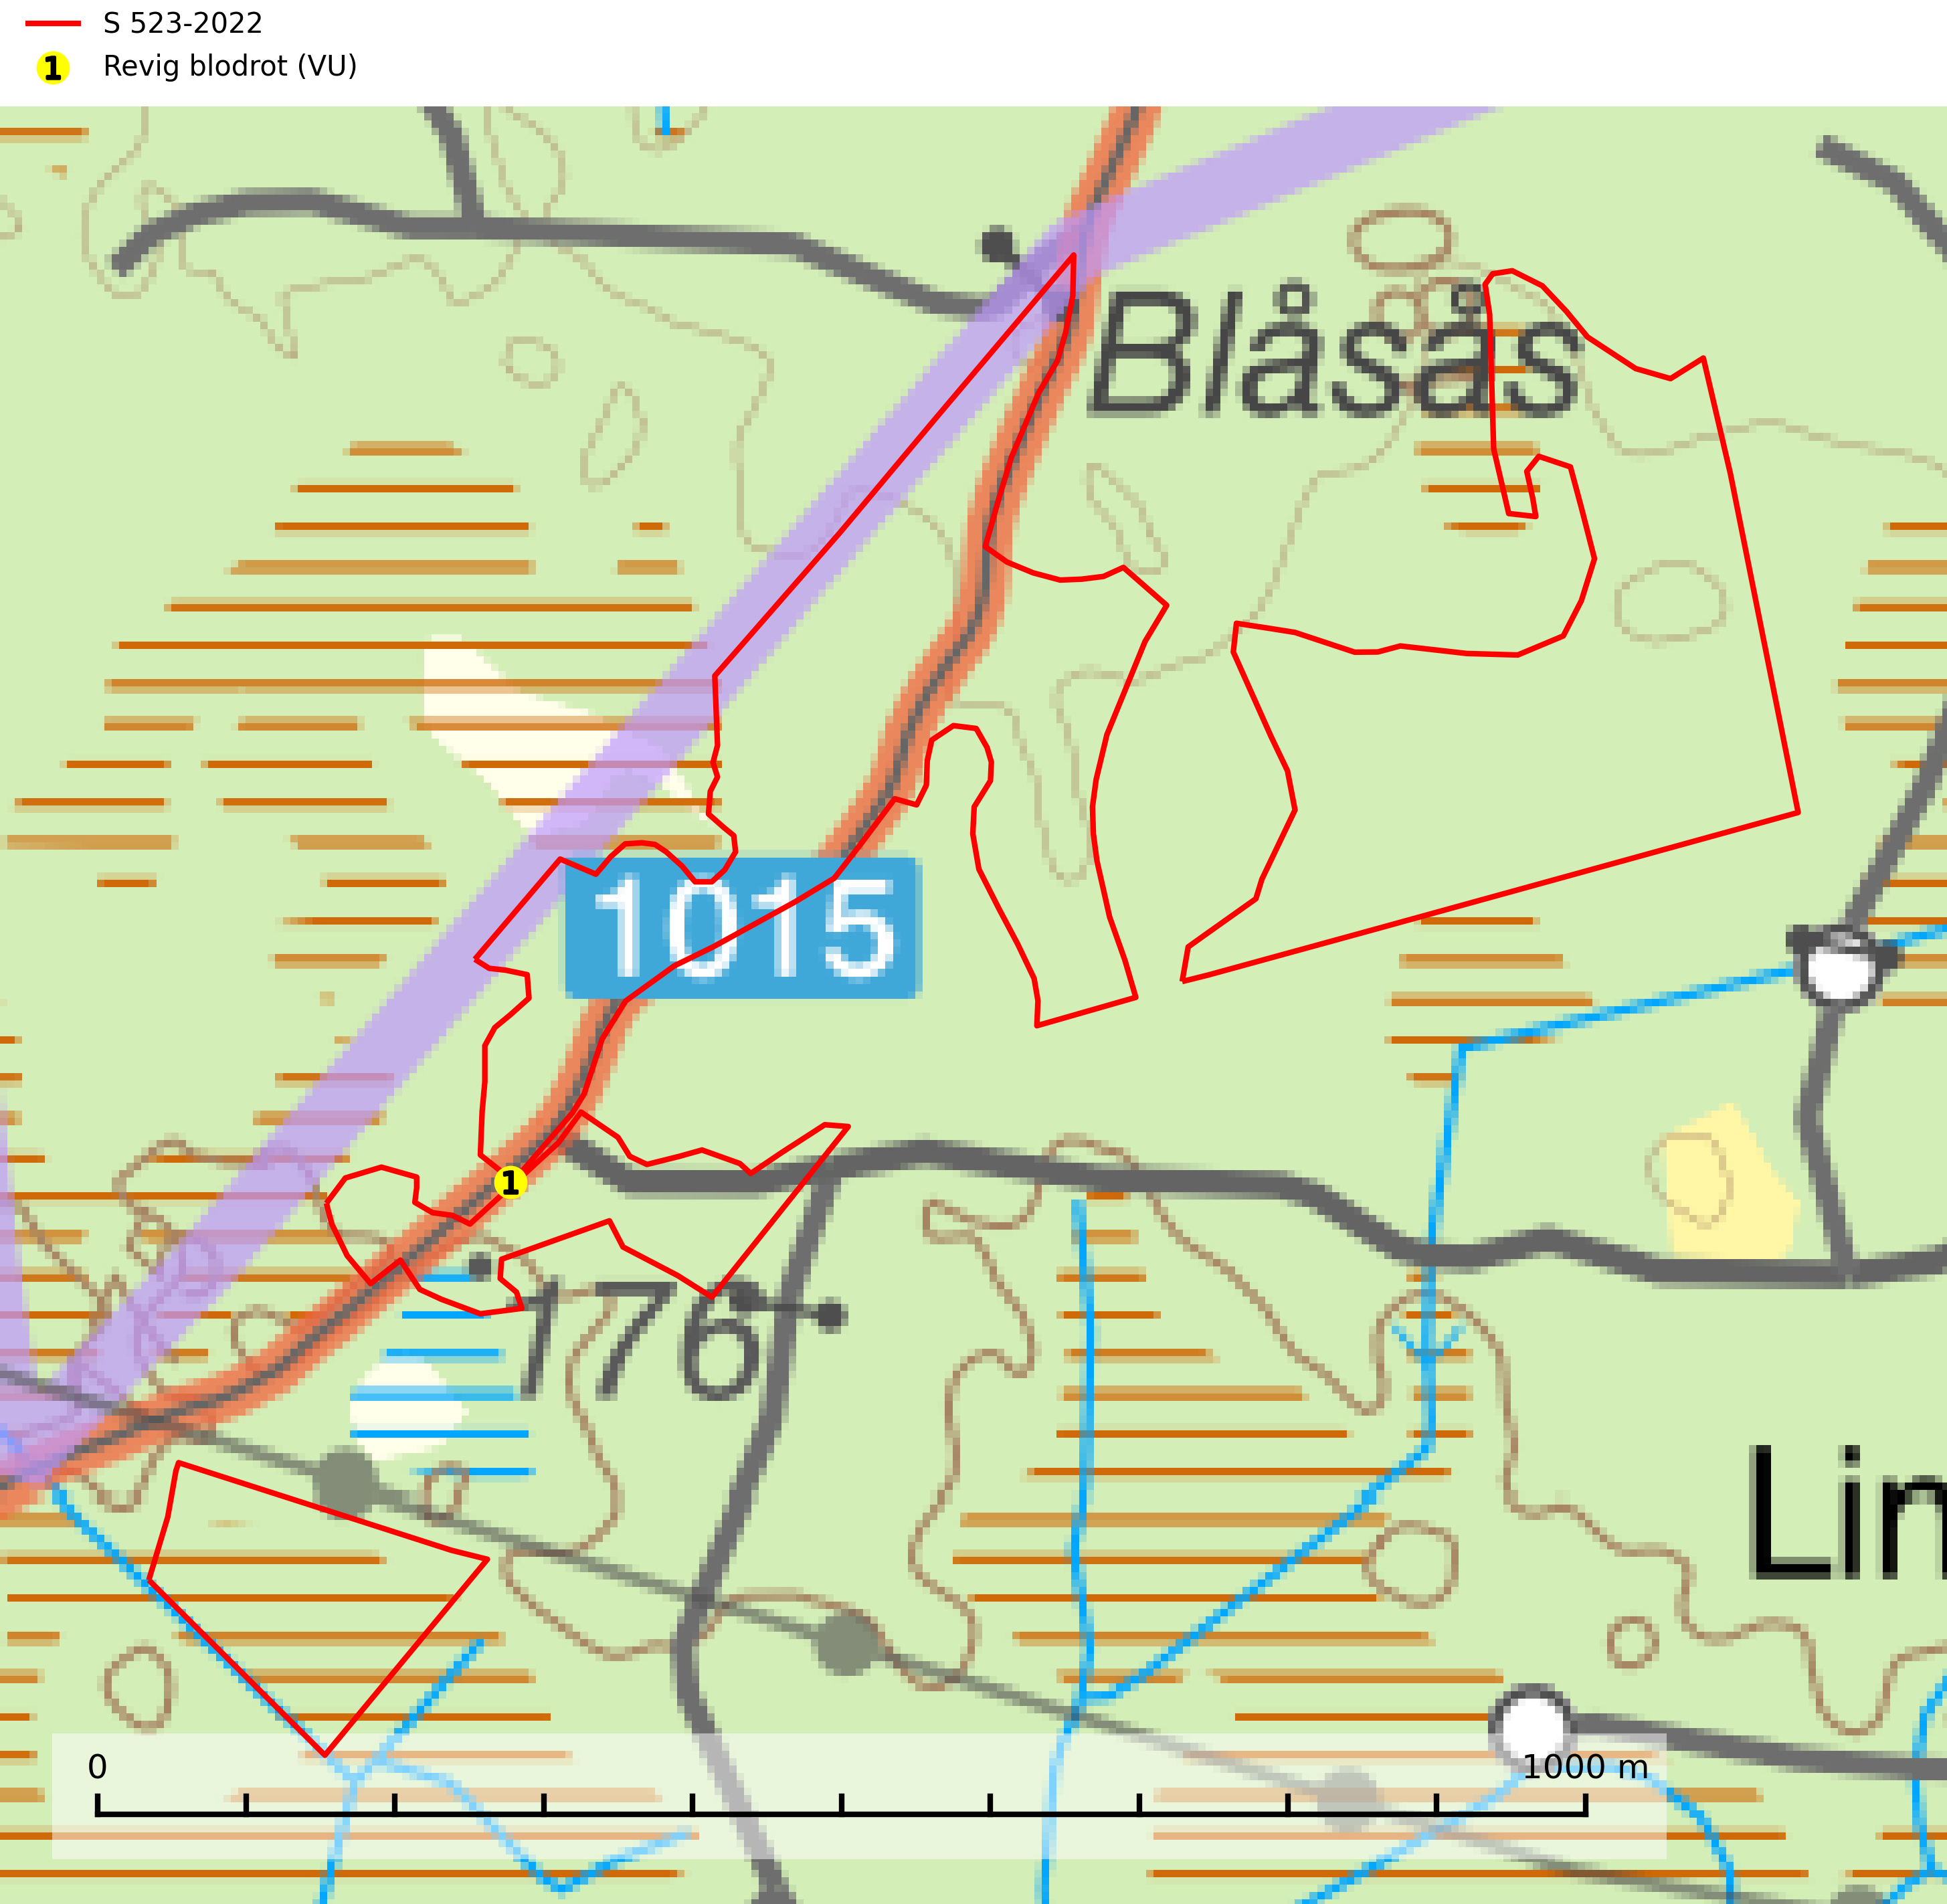 S 523-2022
1 Revig blodrot (VU)
Blåsås
1015
1
176
Lin
0 1000 m